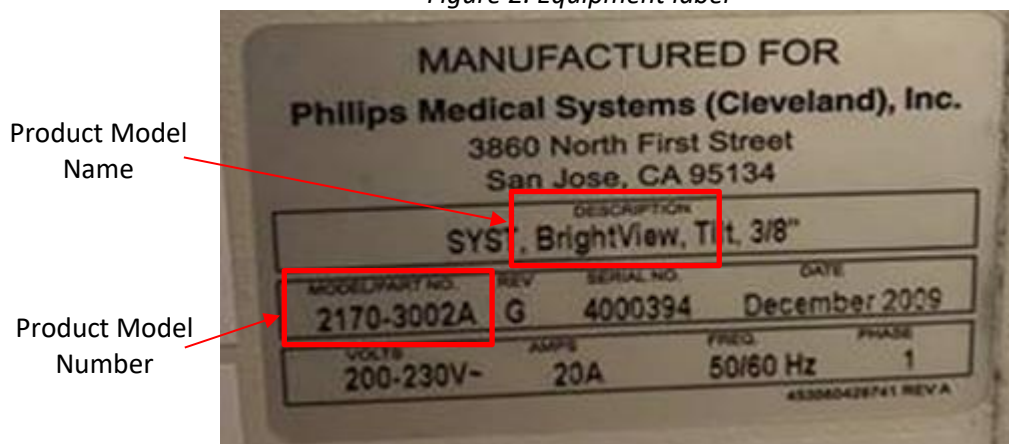 Figure 2. Equipment label
MANUFACTURED FOR
Philips Medical Systems (Cleveland), Inc.
3860 North First Street
San Jose, CA 95134
Product Model
Name
DESCRIPTION
SYST, BrightView, Tilt, 3/8"
MODEL/PART NO. REV SERIAL NO. DATE
2170-3002A G 4000394 December 2009
Product Model
Number
VOLTS AMPS FREQ. PHASE
200-230V~ 20A 50/60 Hz 1
REV A